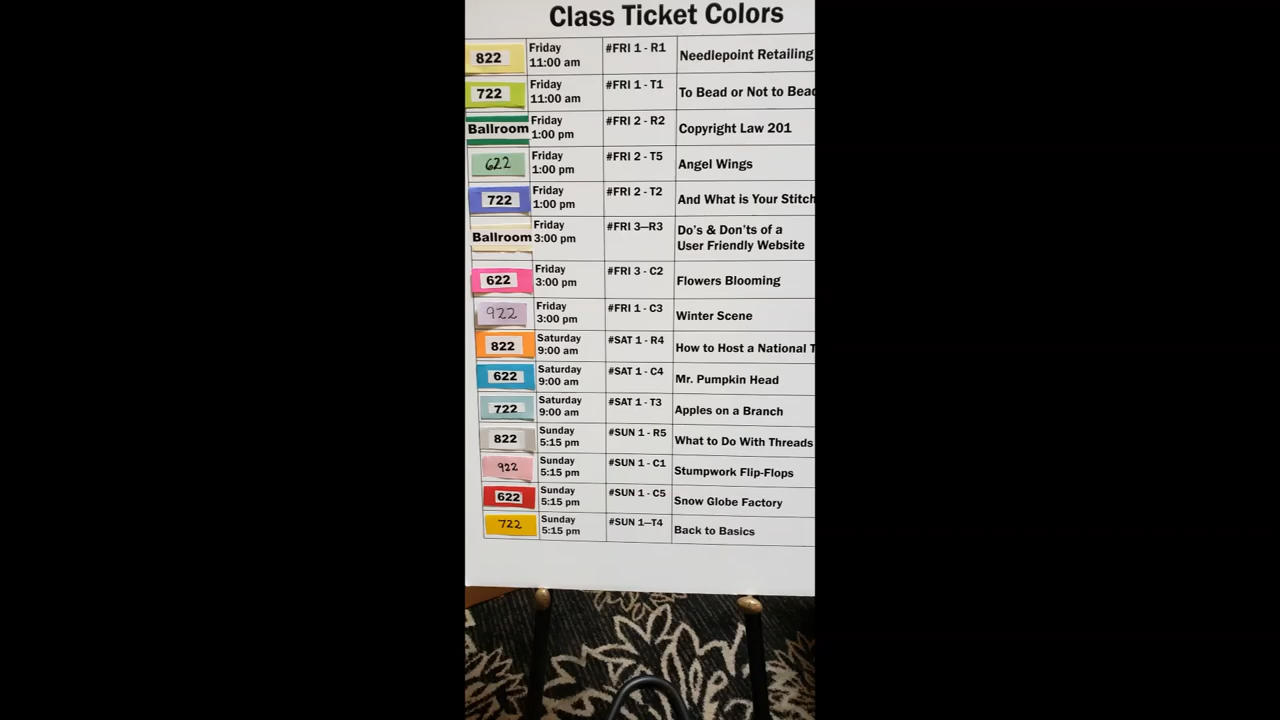 Class Ticket Colors
822 Friday 11:00 am #FRI 1 - R1 Needlepoint Retailing
722 Friday 11:00 am #FRI 1 - T1 To Bead or Not to Bead
Ballroom Friday 1:00 pm #FRI 2 - R2 Copyright Law 201
622 Friday 1:00 pm #FRI 2 - T5 Angel Wings
722 Friday 1:00 pm #FRI 2 - T2 And What is Your Stitch
Ballroom Friday 3:00 pm #FRI 3—R3 Do's & Don'ts of a
User Friendly Website
622 Friday 3:00 pm #FRI 3 - C2 Flowers Blooming
922 Friday 3:00 pm #FRI 1 - C3 Winter Scene
822 Saturday 9:00 am #SAT 1 - R4 How to Host a National T
622 Saturday 9:00 am #SAT 1 - C4 Mr. Pumpkin Head
722 Saturday 9:00 am #SAT 1 - T3 Apples on a Branch
822 Sunday 5:15 pm #SUN 1 - R5 What to Do With Threads
922 Sunday 5:15 pm #SUN 1 - C1 Stumpwork Flip-Flops
622 Sunday 5:15 pm #SUN 1 - C5 Snow Globe Factory
722 Sunday 5:15 pm #SUN 1—T4 Back to Basics